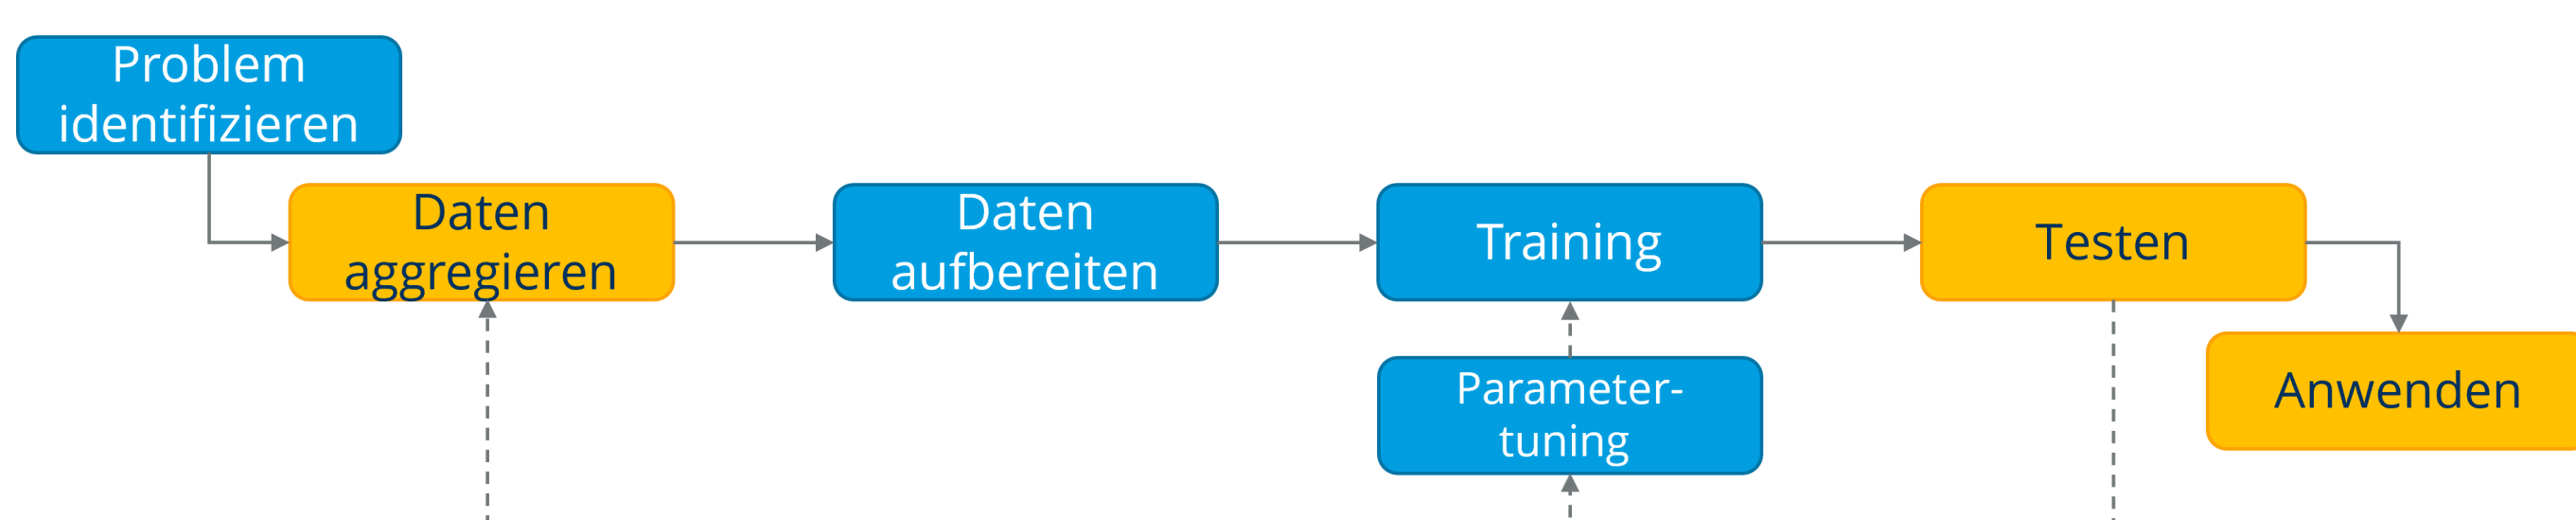 Problem
identifizieren
Daten
aggregieren
Daten
aufbereiten
Training
Testen
Parameter-
tuning
Anwenden